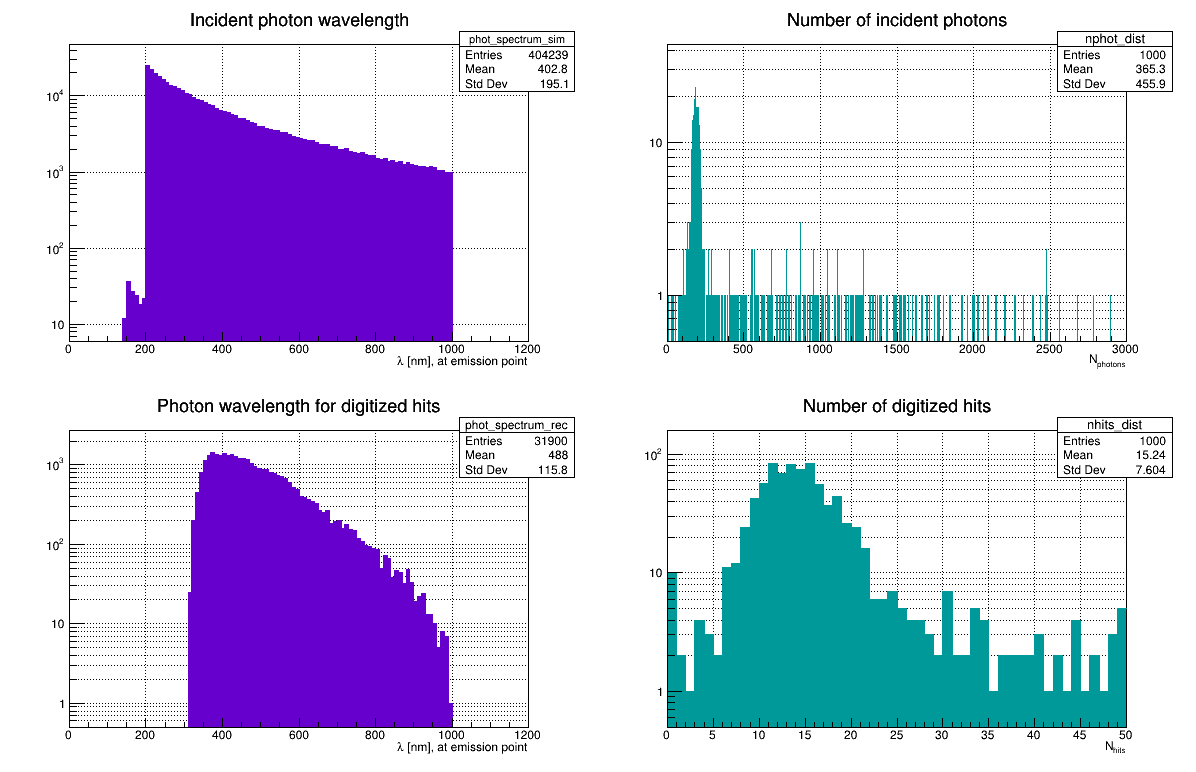 Incident photon wavelength
phot_spectrum_sim
Entries 404239
Mean 402.8
Std Dev 195.1
10^4
10^3
10^2
10
0 200 400 600 800 1000 1200
λ [nm], at emission point
Number of incident photons
nphot_dist
Entries 1000
Mean 365.3
Std Dev 455.9
10
1
0 500 1000 1500 2000 2500 3000
N_photons
Photon wavelength for digitized hits
phot_spectrum_rec
Entries 31900
Mean 488
Std Dev 115.8
10^3
10^2
10
1
0 200 400 600 800 1000 1200
λ [nm], at emission point
Number of digitized hits
nhits_dist
Entries 1000
Mean 15.24
Std Dev 7.604
10^2
10
1
0 5 10 15 20 25 30 35 40 45 50
N_hits